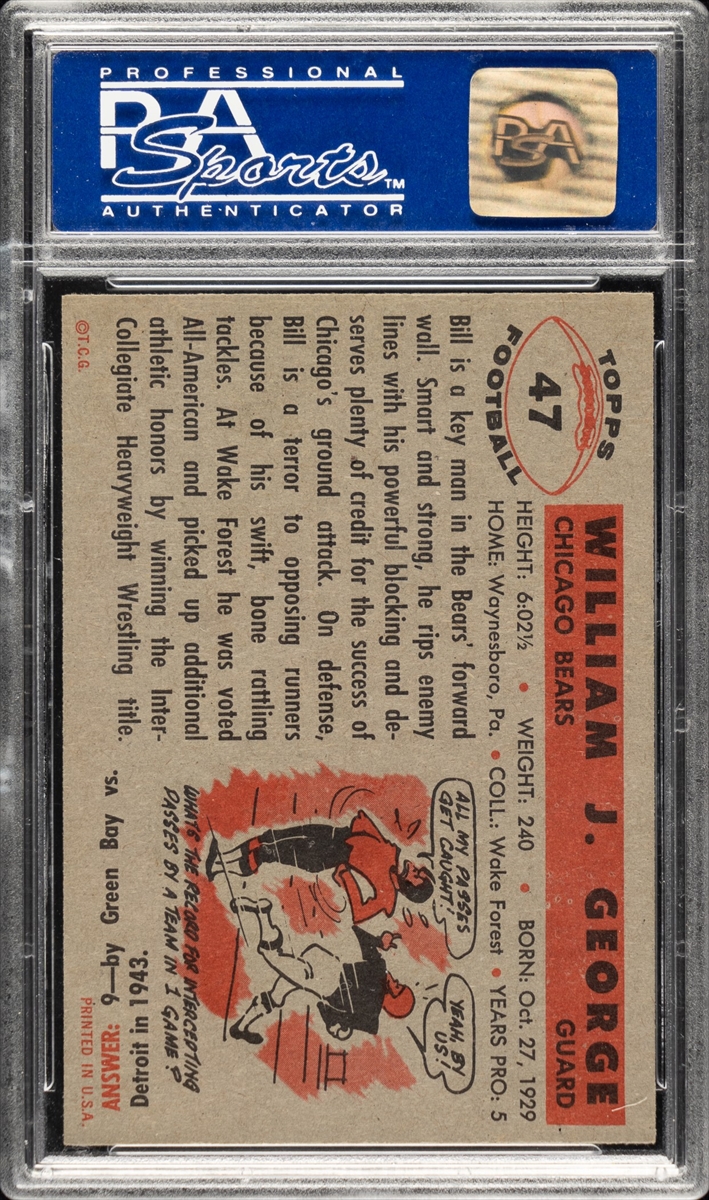 PROFESSIONAL
PSA
Sports™
AUTHENTICATOR
PSA
TOPPS
47
FOOTBALL
WILLIAM J. GEORGE
CHICAGO BEARS GUARD
HEIGHT: 6:02½ • WEIGHT: 240 • BORN: Oct. 27, 1929
HOME: Waynesboro, Pa. • COLL.: Wake Forest • YEARS PRO: 5
Bill is a key man in the Bears' forward
wall. Smart and strong, he rips enemy
lines with his powerful blocking and de-
serves plenty of credit for the success of
Chicago's ground attack. On defense,
Bill is a terror to opposing runners
because of his swift, bone rattling
tackles. At Wake Forest he was voted
All-American and picked up additional
athletic honors by winning the Inter-
Collegiate Heavyweight Wrestling title.
©T.C.G.
ALL MY PASSES
GET CAUGHT!
YEAH, BY
US!
WHAT'S THE RECORD FOR INTERCEPTING
PASSES BY A TEAM IN 1 GAME?
ANSWER: 9—by Green Bay vs.
Detroit in 1943.
PRINTED IN U.S.A.